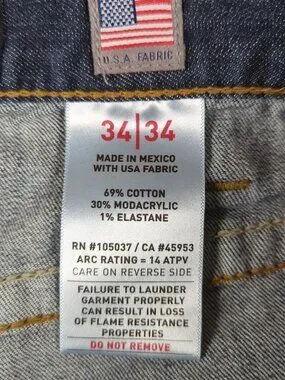 U.S.A. FABRIC
34|34
MADE IN MEXICO
WITH USA FABRIC
69% COTTON
30% MODACRYLIC
1% ELASTANE
RN #105037 / CA #45953
ARC RATING = 14 ATPV
CARE ON REVERSE SIDE
FAILURE TO LAUNDER
GARMENT PROPERLY
CAN RESULT IN LOSS
OF FLAME RESISTANCE
PROPERTIES
DO NOT REMOVE